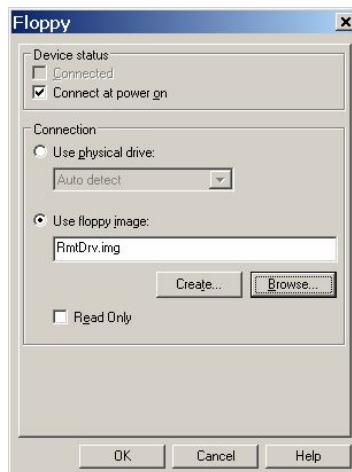 Floppy
Device status
Connected
Connect at power on
Connection
Use physical drive:
Auto detect
Use floppy image:
RmtDrv.img
Create... Browse...
Read Only
OK Cancel Help